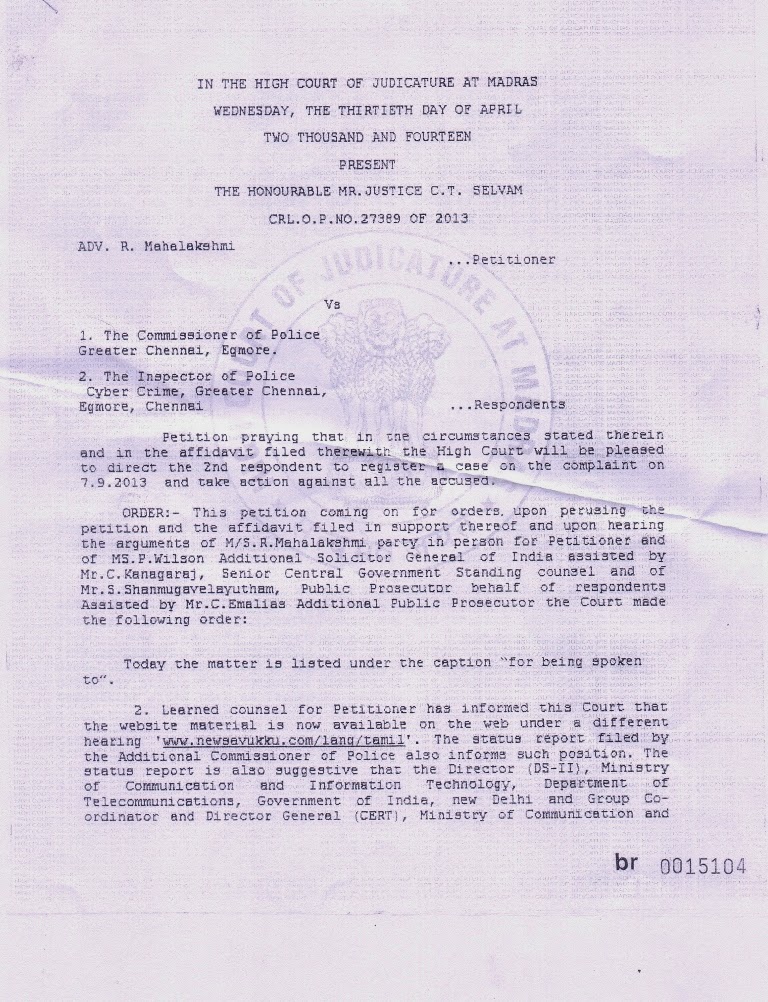 IN THE HIGH COURT OF JUDICATURE AT MADRAS
WEDNESDAY, THE THIRTIETH DAY OF APRIL
TWO THOUSAND AND FOURTEEN
PRESENT
THE HONOURABLE MR.JUSTICE C.T. SELVAM
CRL.O.P.NO.27389 OF 2013
ADV. R. Mahalakshmi
...Petitioner
Vs
1. The Commissioner of Police
Greater Chennai, Egmore.
2. The Inspector of Police
Cyber Crime, Greater Chennai,
Egmore, Chennai ...Respondents
Petition praying that in the circumstances stated therein
and in the affidavit filed therewith the High Court will be pleased
to direct the 2nd respondent to register a case on the complaint on
7.9.2013 and take action against all the accused.
ORDER:- This petition coming on for orders upon perusing the
petition and the affidavit filed in support thereof and upon hearing
the arguments of M/S.R.Mahalakshmi party in person for Petitioner and
of MS.P.Wilson Additional Solicitor General of India assisted by
Mr.C.Kanagaraj, Senior Central Government Standing counsel and of
Mr.S.Shanmugavelayutham, Public Prosecutor behalf of respondents
Assisted by Mr.C.Emalias Additional Public Prosecutor the Court made
the following order:
Today the matter is listed under the caption "for being spoken
to".
2. Learned counsel for Petitioner has informed this Court that
the website material is now available on the web under a different
hearing 'www.newsavukku.com/lang/tamil'. The status report filed by
the Additional Commissioner of Police also informs such position. The
status report is also suggestive that the Director (DS-II), Ministry
of Communication and Information Technology, Department of
Telecommunications, Government of India, new Delhi and Group Co-
ordinator and Director General (CERT), Ministry of Communication and
br 0015104
COURT OF JUDICATURE AT MADRAS